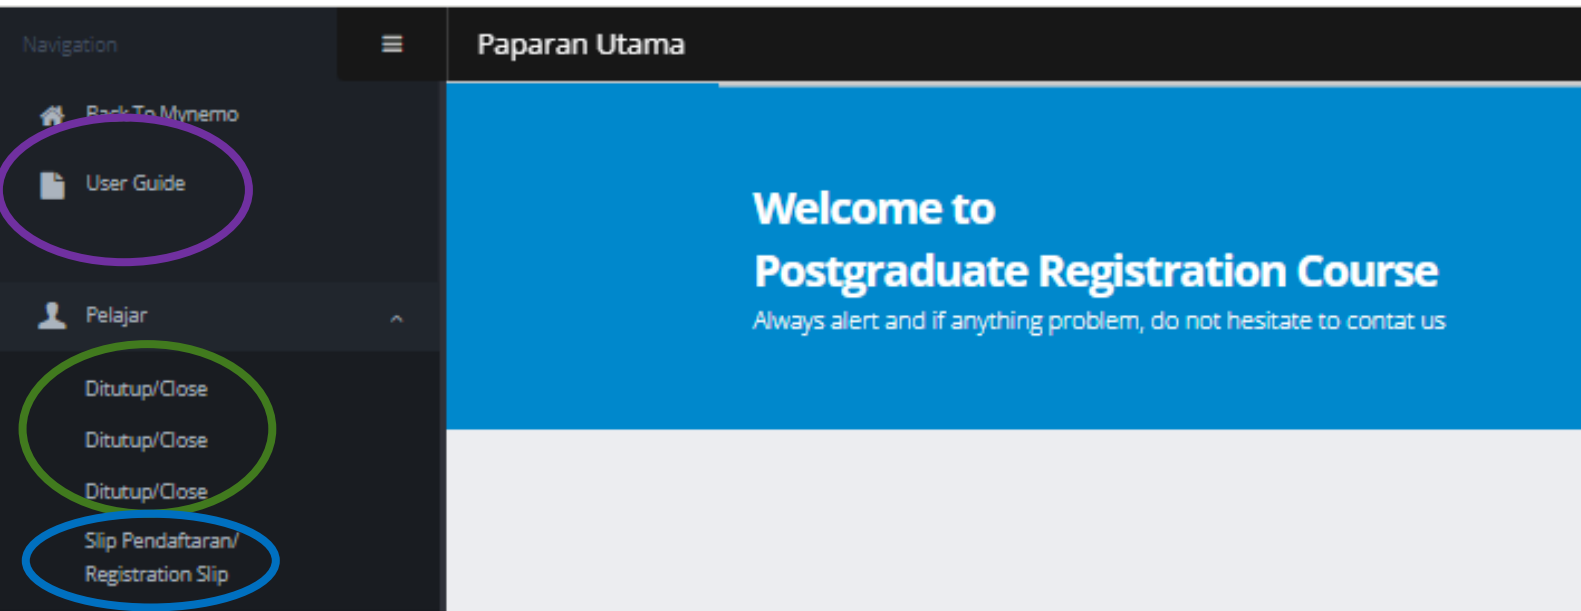 Navigation
Paparan Utama
Back To Mynemo
User Guide
Pelajar
Ditutup/Close
Ditutup/Close
Ditutup/Close
Slip Pendaftaran/
Registration Slip
Welcome to
Postgraduate Registration Course
Always alert and if anything problem, do not hesitate to contat us